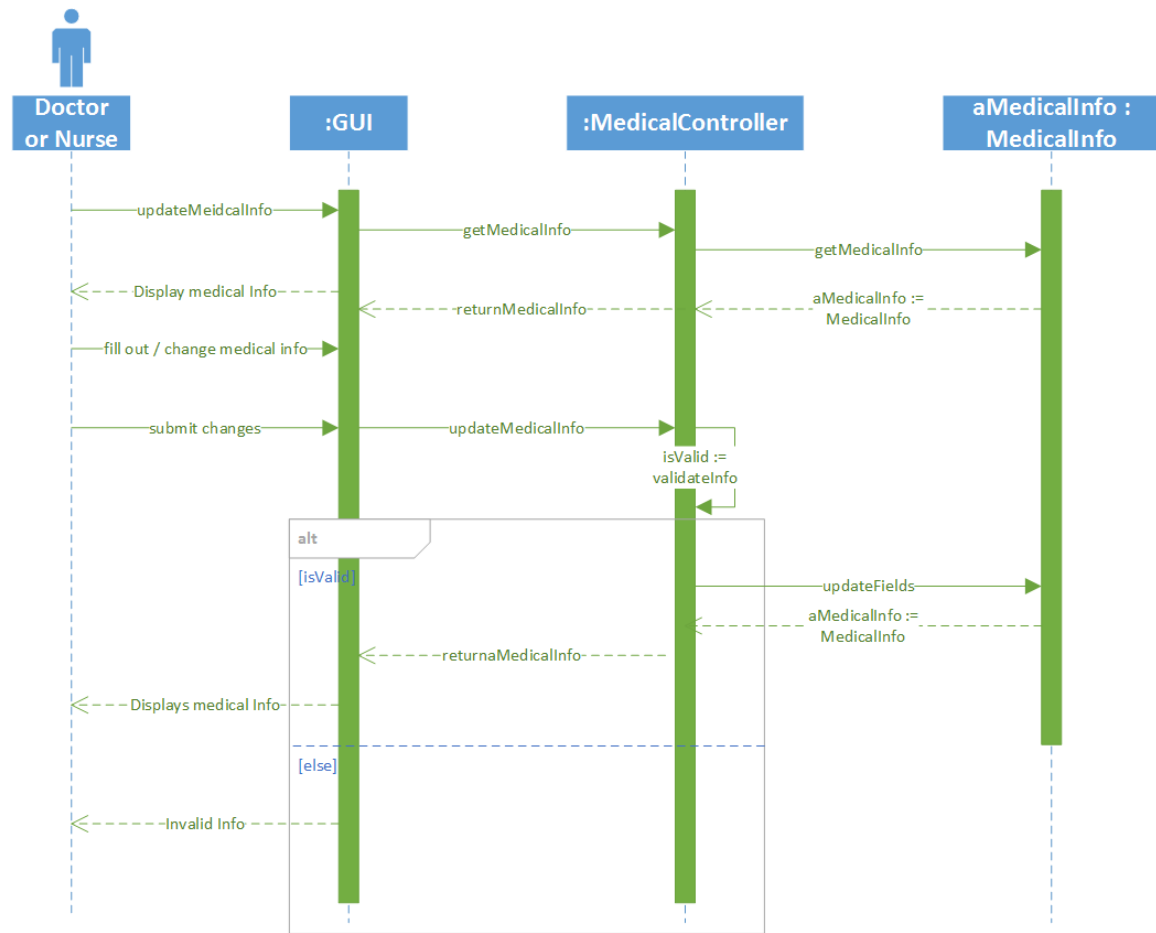 Doctor
or Nurse
:GUI
:MedicalController
aMedicalInfo :
MedicalInfo
updateMeidcalInfo
getMedicalInfo
getMedicalInfo
Display medical Info
returnMedicalInfo
aMedicalInfo :=
MedicalInfo
fill out / change medical info
submit changes
updateMedicalInfo
isValid :=
validateInfo
alt
[isValid]
updateFields
aMedicalInfo :=
MedicalInfo
returnaMedicalInfo
Displays medical Info
[else]
Invalid Info